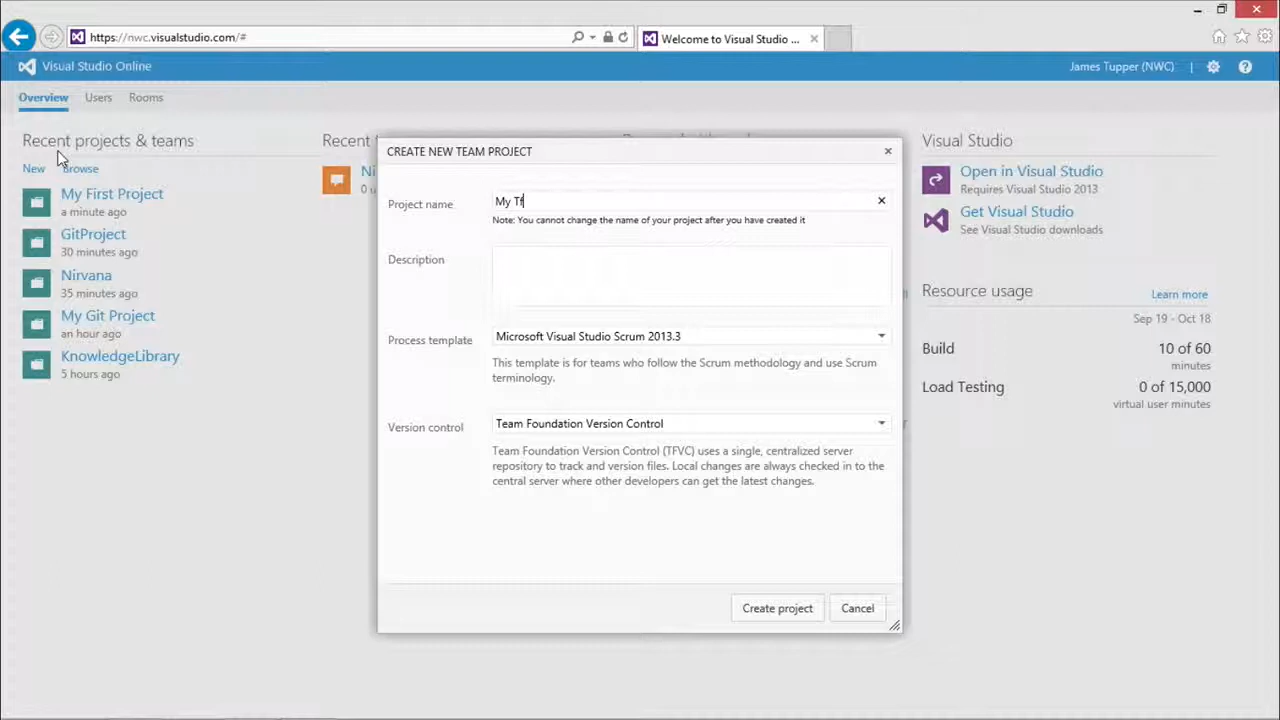 https://nwc.visualstudio.com/#
Welcome to Visual Studio ...
Visual Studio Online
James Tupper (NWC)
Overview
Users
Rooms
Recent projects & teams
New
Browse
My First Project
a minute ago
GitProject
30 minutes ago
Nirvana
35 minutes ago
My Git Project
an hour ago
KnowledgeLibrary
5 hours ago
Recent
Ni
0 u
CREATE NEW TEAM PROJECT
Project name
My Tf
Note: You cannot change the name of your project after you have created it
Description
Process template
Microsoft Visual Studio Scrum 2013.3
This template is for teams who follow the Scrum methodology and use Scrum
terminology.
Version control
Team Foundation Version Control
Team Foundation Version Control (TFVC) uses a single, centralized server
repository to track and version files. Local changes are always checked in to the
central server where other developers can get the latest changes.
Create project
Cancel
Visual Studio
Open in Visual Studio
Requires Visual Studio 2013
Get Visual Studio
See Visual Studio downloads
Resource usage
Learn more
Sep 19 - Oct 18
Build
10 of 60
minutes
Load Testing
0 of 15,000
virtual user minutes